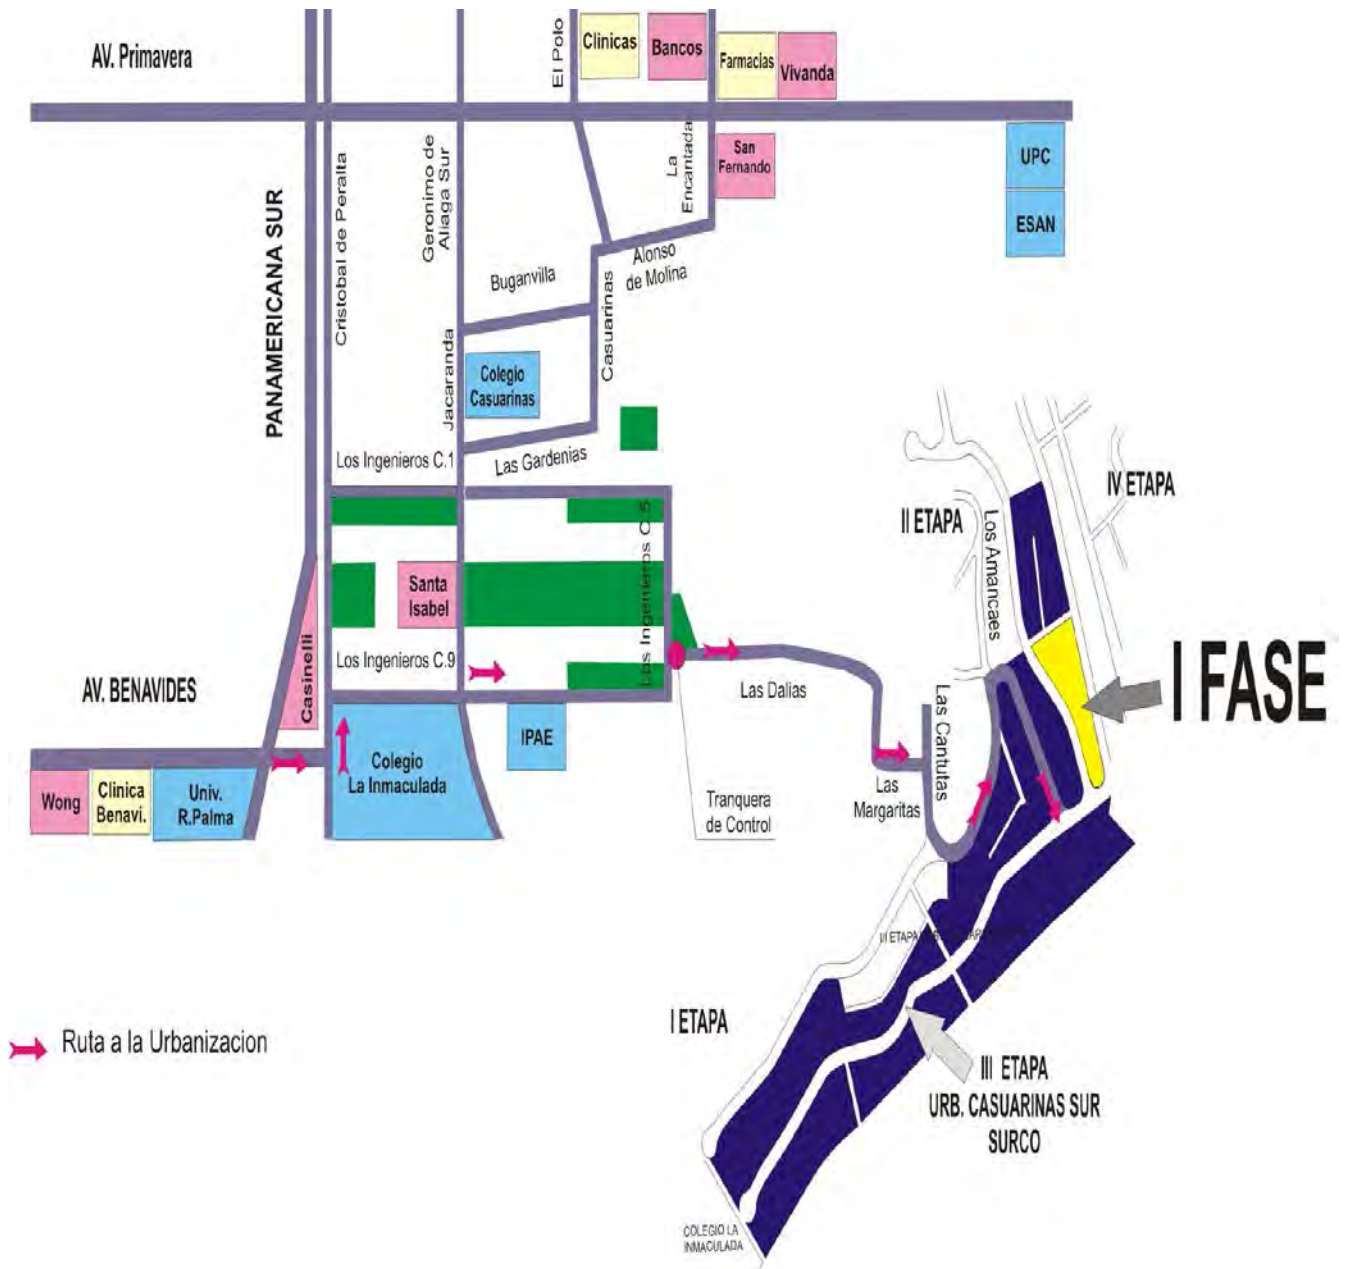 AV. Primavera
El Polo
Clinicas
Bancos
Farmacias
Vivanda
UPC
ESAN
San
Fernando
La
Encantada
Geronimo de
Aliaga Sur
Cristobal de Peralta
PANAMERICANA SUR
Alonso
de Molina
Buganvilla
Casuarinas
Jacaranda
Colegio
Casuarinas
Los Ingenieros C.1
Las Gardenias
Los Ingenieros C.5
Santa
Isabel
Los Ingenieros C.9
Casinelli
AV. BENAVIDES
Wong
Clinica
Benavi.
Univ.
R.Palma
Colegio
La Inmaculada
IPAE
Las Dalias
Tranquera
de Control
Las
Margaritas
Las Cantutas
Los Amancaes
II ETAPA
IV ETAPA
I FASE
III ETAPA
I ETAPA
III ETAPA
URB. CASUARINAS SUR
SURCO
COLEGIO LA
INMACULADA
Ruta a la Urbanizacion